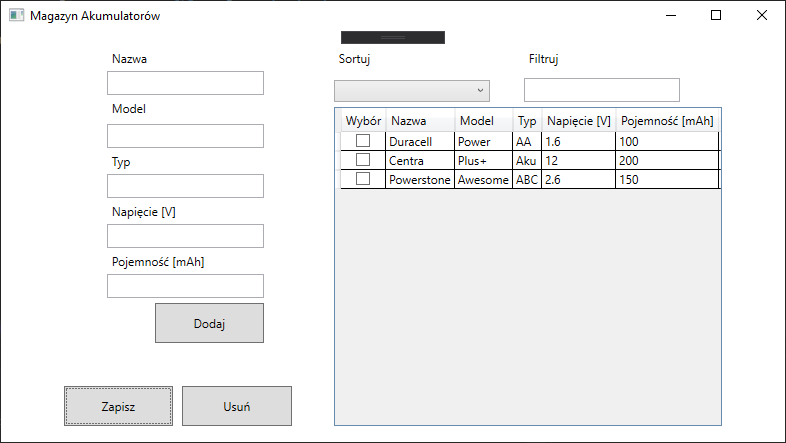 Magazyn Akumulatorów
Nazwa
Model
Typ
Napięcie [V]
Pojemność [mAh]
Dodaj
Zapisz
Usuń
Sortuj
Filtruj
Wybór Nazwa Model Typ Napięcie [V] Pojemność [mAh]
Duracell Power AA 1.6 100
Centra Plus+ Aku 12 200
Powerstone Awesome ABC 2.6 150